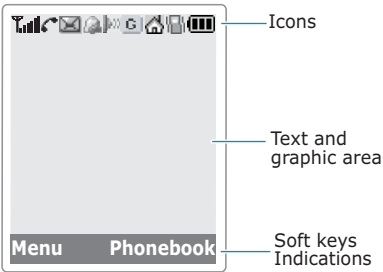 G
Icons
Text and
graphic area
Menu Phonebook
Soft keys
Indications